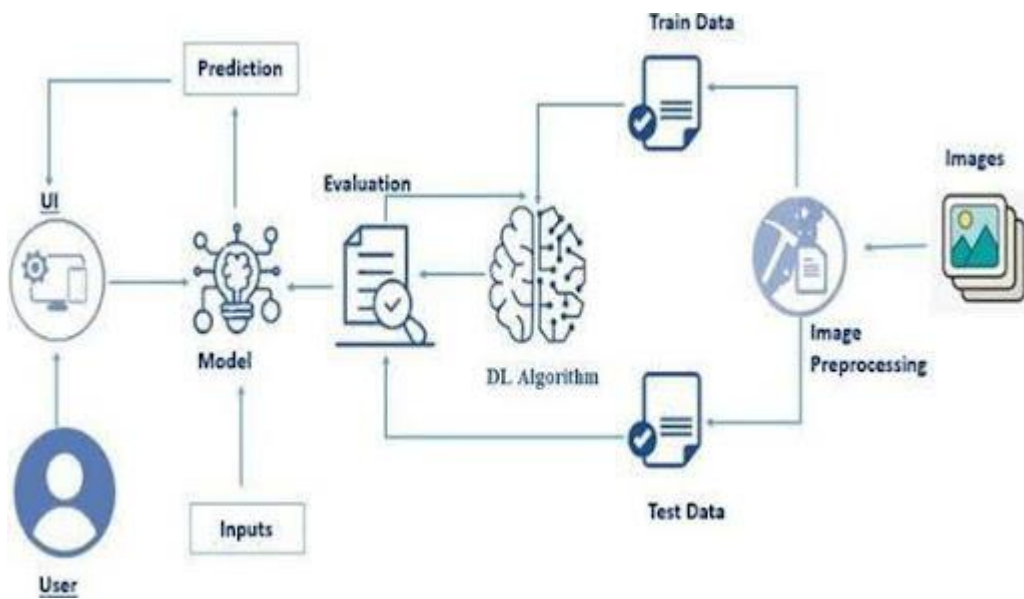 Train Data
Prediction
Images
Evaluation
UI
Image
Preprocessing
Model
DL Algorithm
Test Data
Inputs
User